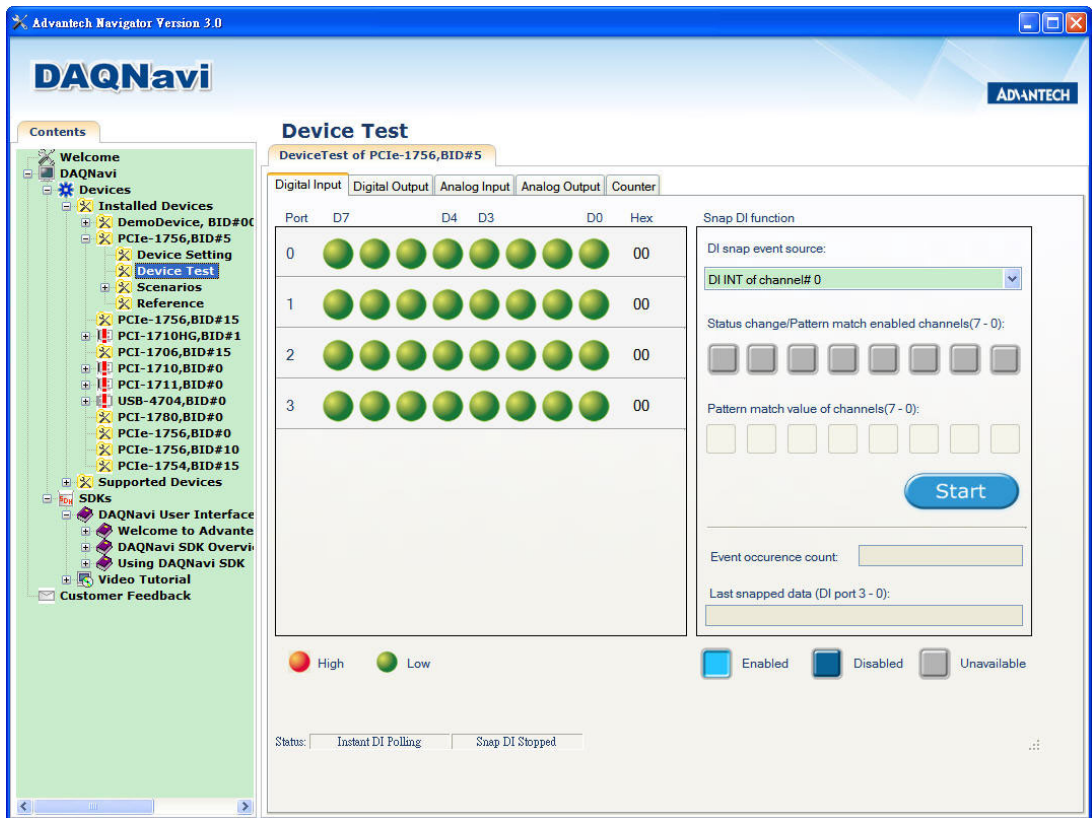 Advantech Navigator Version 3.0
DAQNavi
ADVANTECH
Contents
Welcome
DAQNavi
Devices
Installed Devices
DemoDevice, BID#0
PCIe-1756,BID#5
Device Setting
Device Test
Scenarios
Reference
PCIe-1756,BID#15
PCI-1710HG,BID#1
PCI-1706,BID#15
PCI-1710,BID#0
PCI-1711,BID#0
USB-4704,BID#0
PCI-1780,BID#0
PCIe-1756,BID#0
PCIe-1756,BID#10
PCIe-1754,BID#15
Supported Devices
SDKs
DAQNavi User Interface
Welcome to Advante
DAQNavi SDK Overvi
Using DAQNavi SDK
Video Tutorial
Customer Feedback
Device Test
DeviceTest of PCIe-1756,BID#5
Digital Input Digital Output Analog Input Analog Output Counter
Port D7 D4 D3 D0 Hex
0 00
1 00
2 00
3 00
High Low
Snap DI function
DI snap event source:
DI INT of channel# 0
Status change/Pattern match enabled channels(7 - 0):
Pattern match value of channels(7 - 0):
Start
Event occurence count:
Last snapped data (DI port 3 - 0):
Enabled Disabled Unavailable
Status: Instant DI Polling Snap DI Stopped